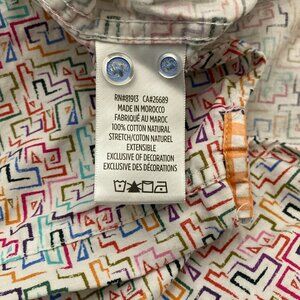 RN#81913 CA#26689
MADE IN MOROCCO
FABRIQUÉ AU MAROC
100% COTTON NATURAL
STRETCH/COTON NATUREL
EXTENSIBLE
EXCLUSIVE OF DECORATION
EXCLUSIVE DES DÉCORATIONS